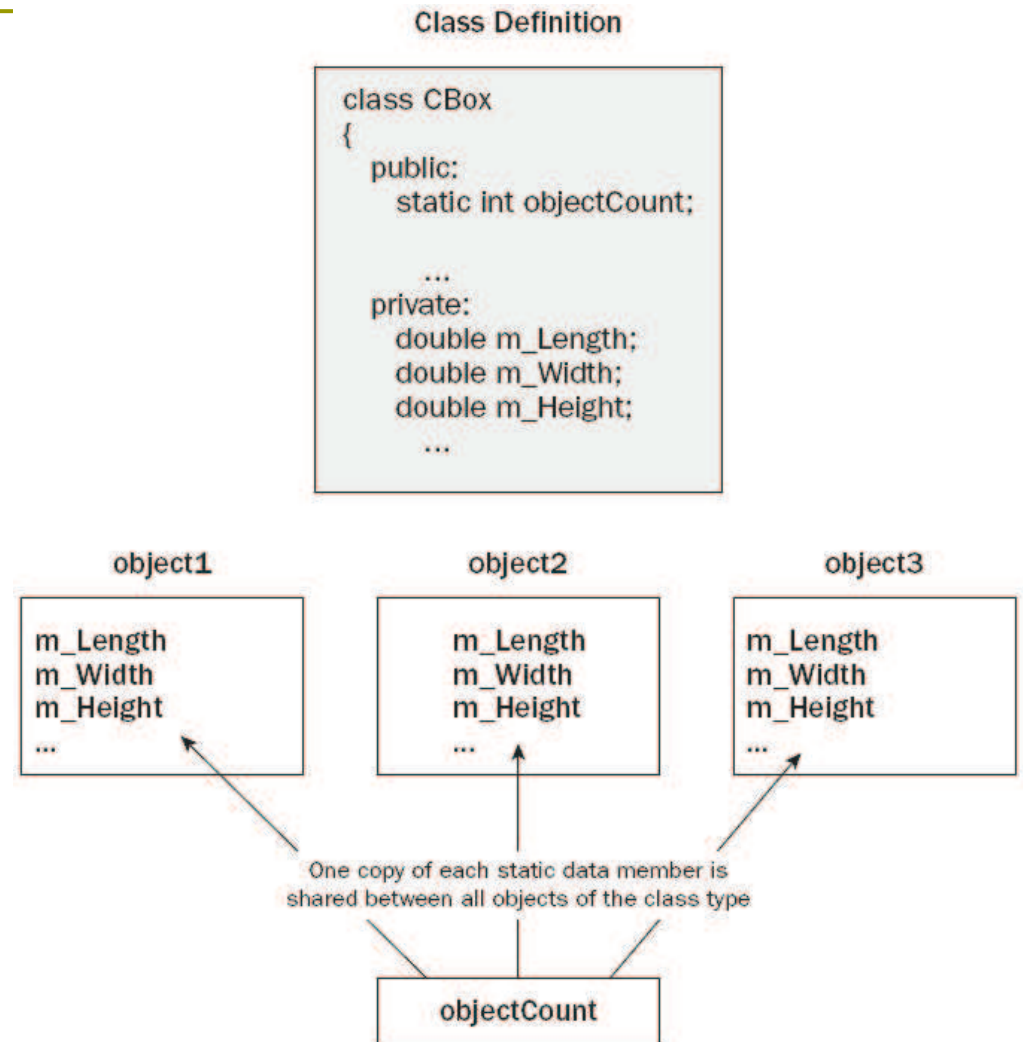 Class Definition
class CBox
{
public:
static int objectCount;
...
private:
double m_Length;
double m_Width;
double m_Height;
...
object1
object2
object3
m_Length
m_Width
m_Height
...
m_Length
m_Width
m_Height
...
m_Length
m_Width
m_Height
...
One copy of each static data member is
shared between all objects of the class type
objectCount